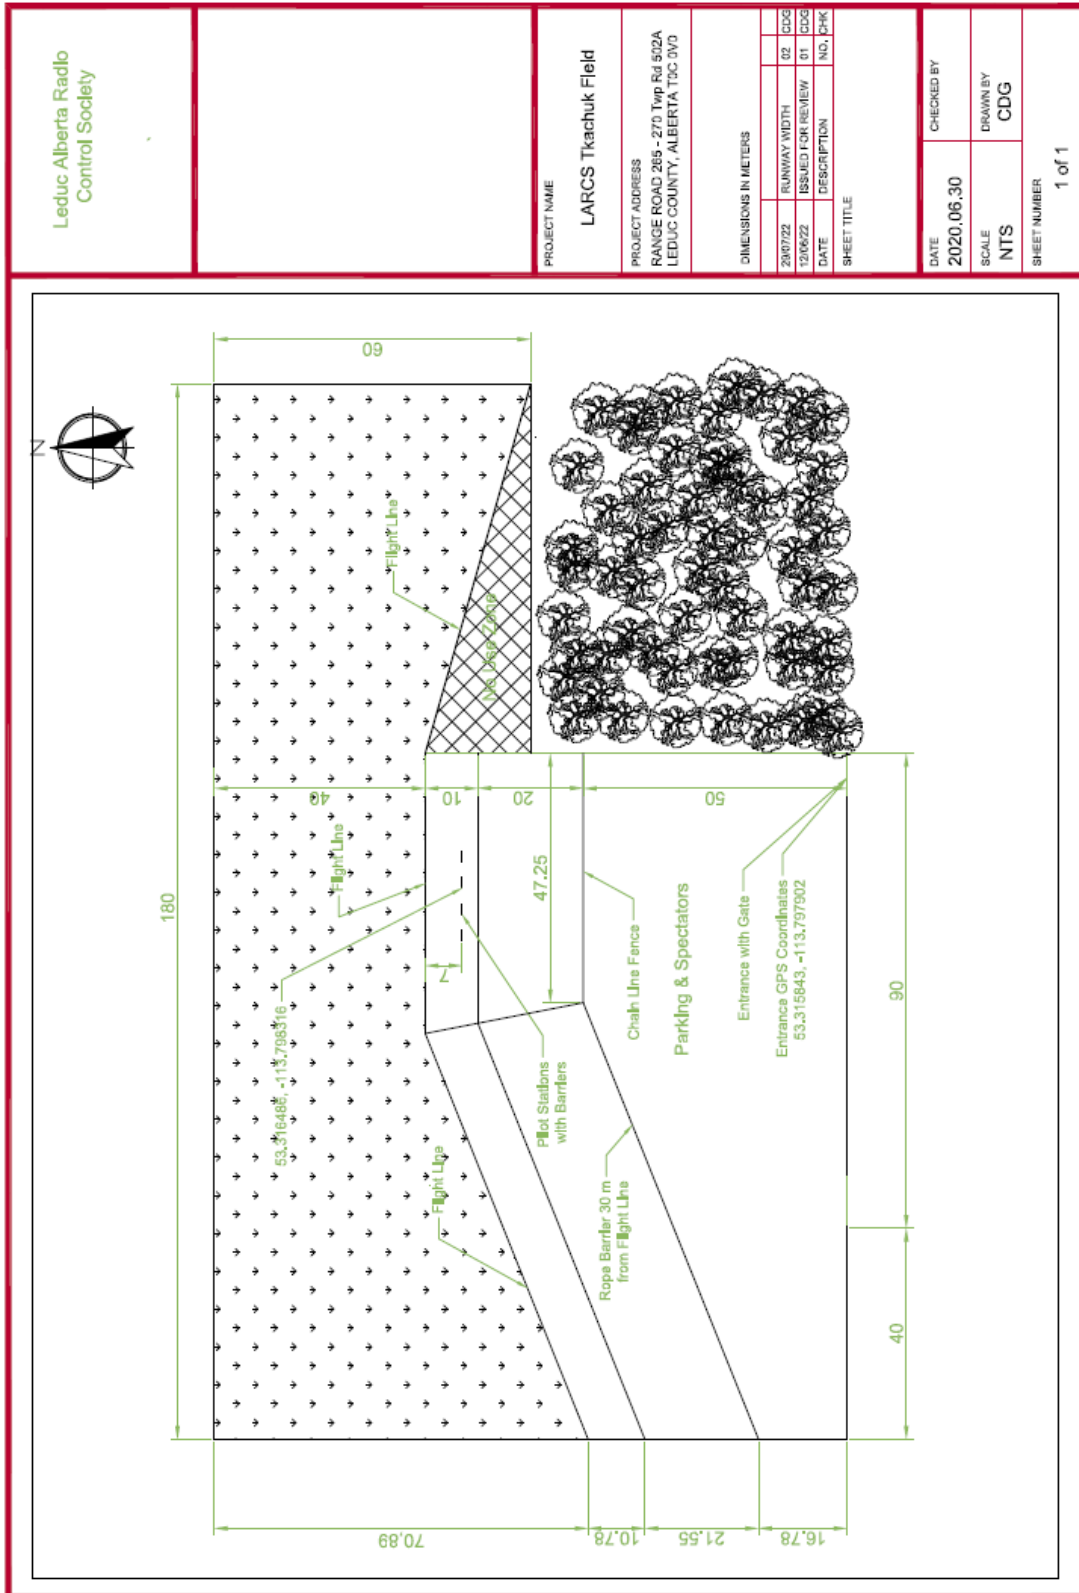 Leduc Alberta Radio
Control Society
PROJECT NAME
LARCS Tkachuk Field
PROJECT ADDRESS
RANGE ROAD 265 - 270 Twp Rd 502A
LEDUC COUNTY, ALBERTA T0C 0V0
DIMENSIONS IN METERS
29/07/22 RUNWAY WIDTH 02 CDG
12/06/22 ISSUED FOR REVIEW 01 CDG
DATE DESCRIPTION NO. CHK
SHEET TITLE
DATE
2020.06.30
CHECKED BY
SCALE
NTS
DRAWN BY
CDG
SHEET NUMBER
1 of 1
N
180
60
Flight Line
No Use Zone
40
10
20
50
Flight Line
53.316486, -113.798316
7
47.25
Chain Line Fence
Parking & Spectators
Entrance with Gate
Entrance GPS Coordinates
53.315843, -113.797902
Pilot Stations
with Barriers
Flight Line
Rope Barrier 30 m
from Flight Line
90
40
70.89
10.78
21.55
16.78